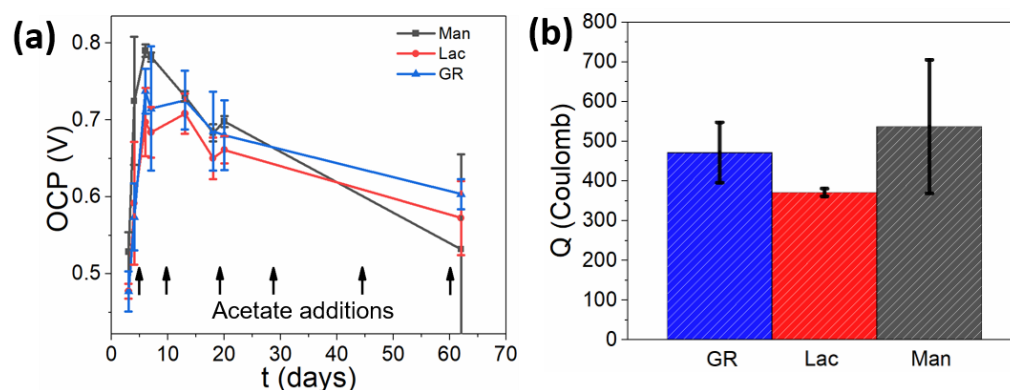 (a)
OCP (V)
0.8
0.7
0.6
0.5
Man
Lac
GR
Acetate additions
0 10 20 30 40 50 60 70
t (days)
(b)
Q (Coulomb)
800
700
600
500
400
300
200
100
0
GR Lac Man